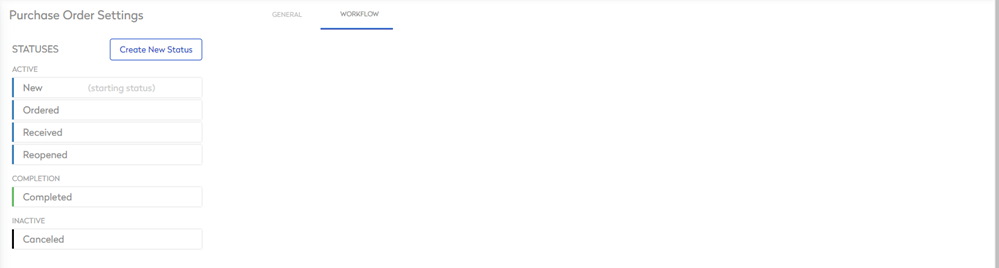 Purchase Order Settings
GENERAL
WORKFLOW
STATUSES
Create New Status
ACTIVE
New (starting status)
Ordered
Received
Reopened
COMPLETION
Completed
INACTIVE
Canceled